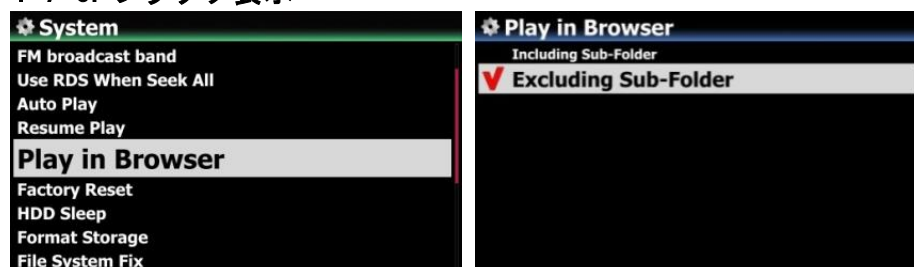 System
FM broadcast band
Use RDS When Seek All
Auto Play
Resume Play
Play in Browser
Factory Reset
HDD Sleep
Format Storage
File System Fix
Play in Browser
Including Sub-Folder
Excluding Sub-Folder